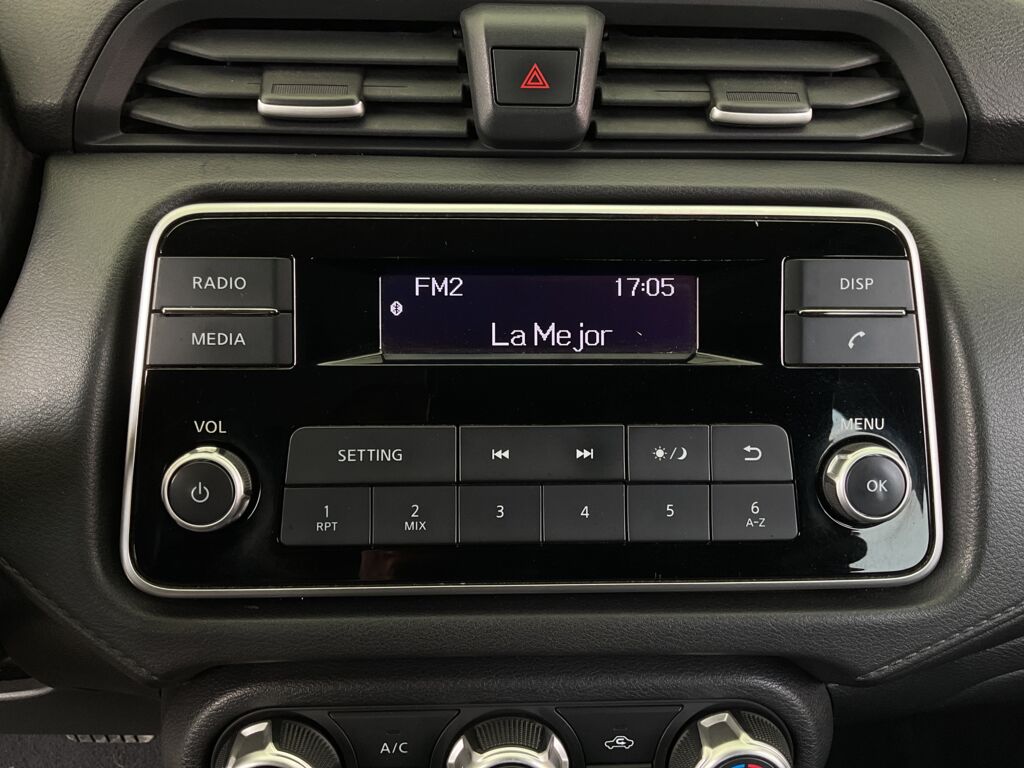 RADIO
MEDIA
FM2 17:05
La Mejor
DISP
VOL
MENU
SETTING
OK
1 2 3 4 5 6
RPT MIX A-Z
A/C